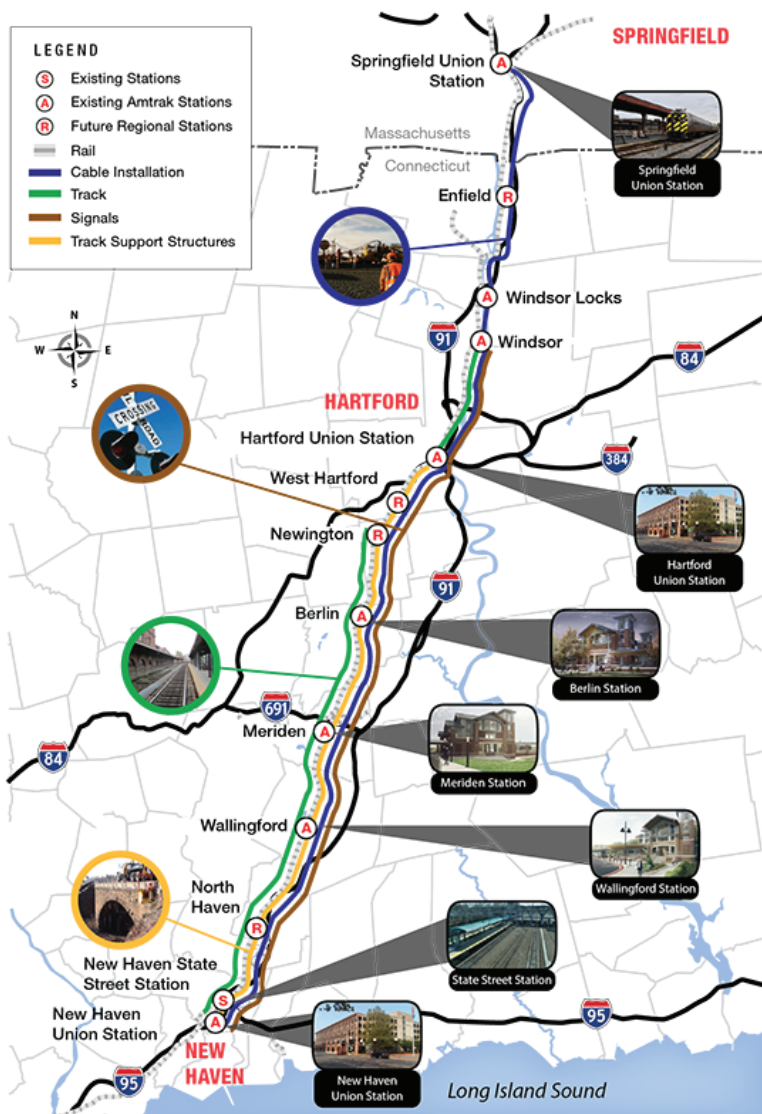 SPRINGFIELD
LEGEND
S Existing Stations
A Existing Amtrak Stations
R Future Regional Stations
Rail
Cable Installation
Track
Signals
Track Support Structures
Springfield Union
Station
A
Massachusetts
Connecticut
Springfield
Union Station
Enfield
R
A
Windsor Locks
N
W
E
S
91
A
Windsor
84
HARTFORD
CROSSING
ROAD
Hartford Union Station
A
384
West Hartford
R
Newington
R
Hartford
Union Station
91
Berlin
A
Berlin Station
691
Meriden
A
84
Meriden Station
Wallingford
A
Wallingford Station
North
Haven
R
New Haven State
Street Station
S
State Street Station
New Haven
Union Station
A
95
NEW
HAVEN
95
New Haven
Union Station
Long Island Sound